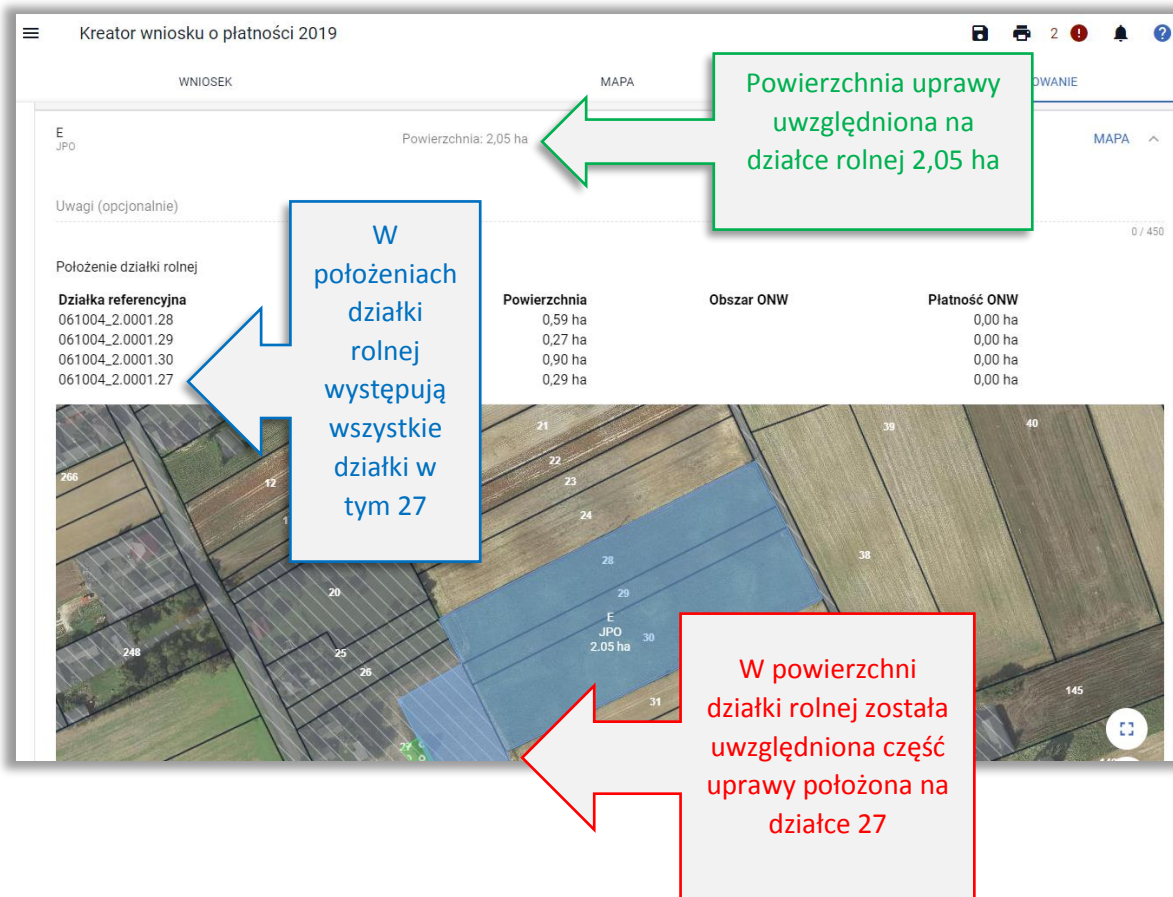 Kreator wniosku o płatności 2019
2
WNIOSEK
MAPA
OWANIE
Powierzchnia uprawy
uwzględniona na
działce rolnej 2,05 ha
E
JPO
Powierzchnia: 2,05 ha
MAPA
Uwagi (opcjonalnie)
0 / 450
W
położeniach
działki
rolnej
występują
wszystkie
działki w
tym 27
Położenie działki rolnej
Działka referencyjna Powierzchnia Obszar ONW Płatność ONW
061004_2.0001.28 0,59 ha 0,00 ha
061004_2.0001.29 0,27 ha 0,00 ha
061004_2.0001.30 0,90 ha 0,00 ha
061004_2.0001.27 0,29 ha 0,00 ha
21
39
40
266
22
12
23
24
1
28
38
20
29
E
JPO
2.05 ha
30
248
25
26
31
145
27
W powierzchni
działki rolnej została
uwzględniona część
uprawy położona na
działce 27